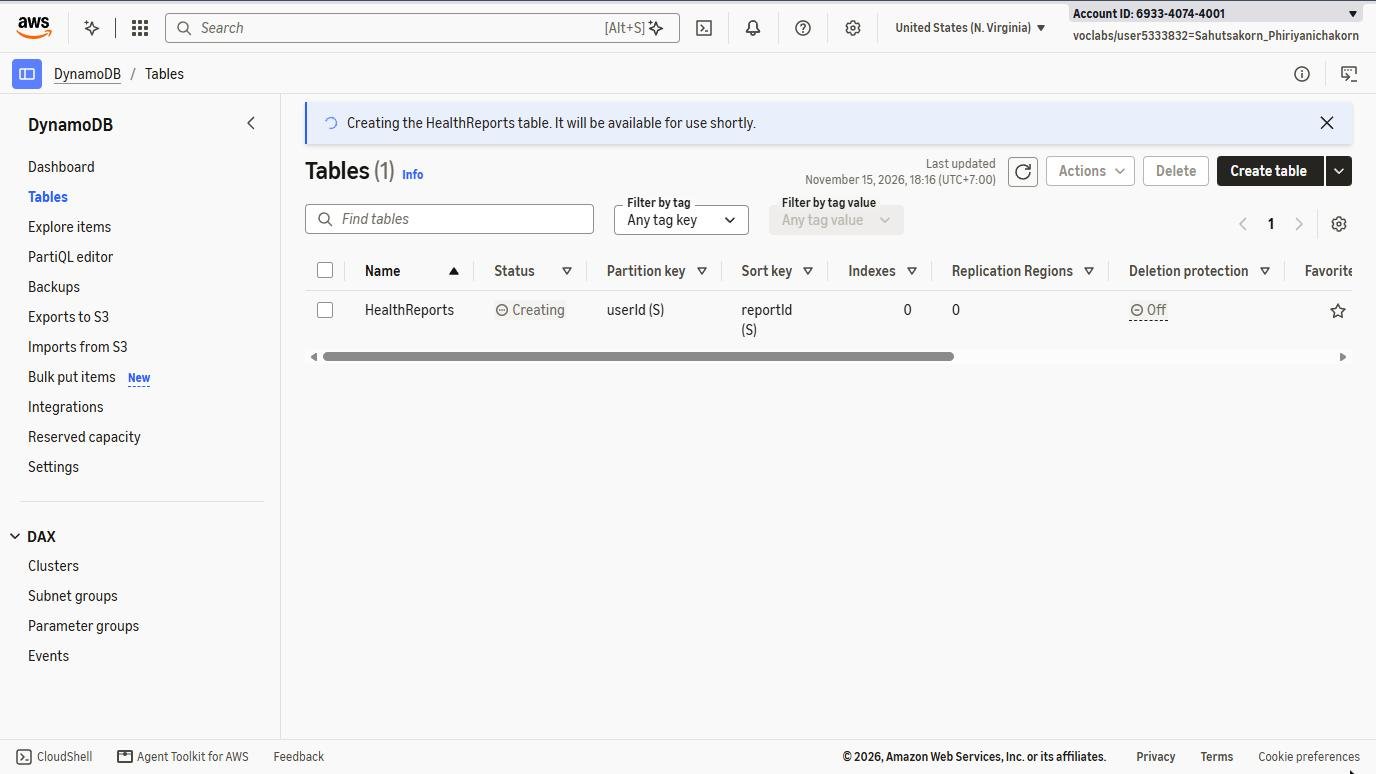 aws
Search [Alt+S]
United States (N. Virginia)
Account ID: 6933-4074-4001
voclabs/user5333832=Sahutsakorn_Phiriyanichakorn
DynamoDB / Tables
DynamoDB
Dashboard
Tables
Explore items
PartiQL editor
Backups
Exports to S3
Imports from S3
Bulk put items New
Integrations
Reserved capacity
Settings
DAX
Clusters
Subnet groups
Parameter groups
Events
Creating the HealthReports table. It will be available for use shortly.
Tables (1) Info
Last updated
November 15, 2026, 18:16 (UTC+7:00)
Actions
Delete
Create table
Find tables
Filter by tag
Any tag key
Filter by tag value
Any tag value
1
Name Status Partition key Sort key Indexes Replication Regions Deletion protection Favorite
HealthReports Creating userId (S) reportId 0 0 Off
(S)
CloudShell Agent Toolkit for AWS Feedback © 2026, Amazon Web Services, Inc. or its affiliates. Privacy Terms Cookie preferences